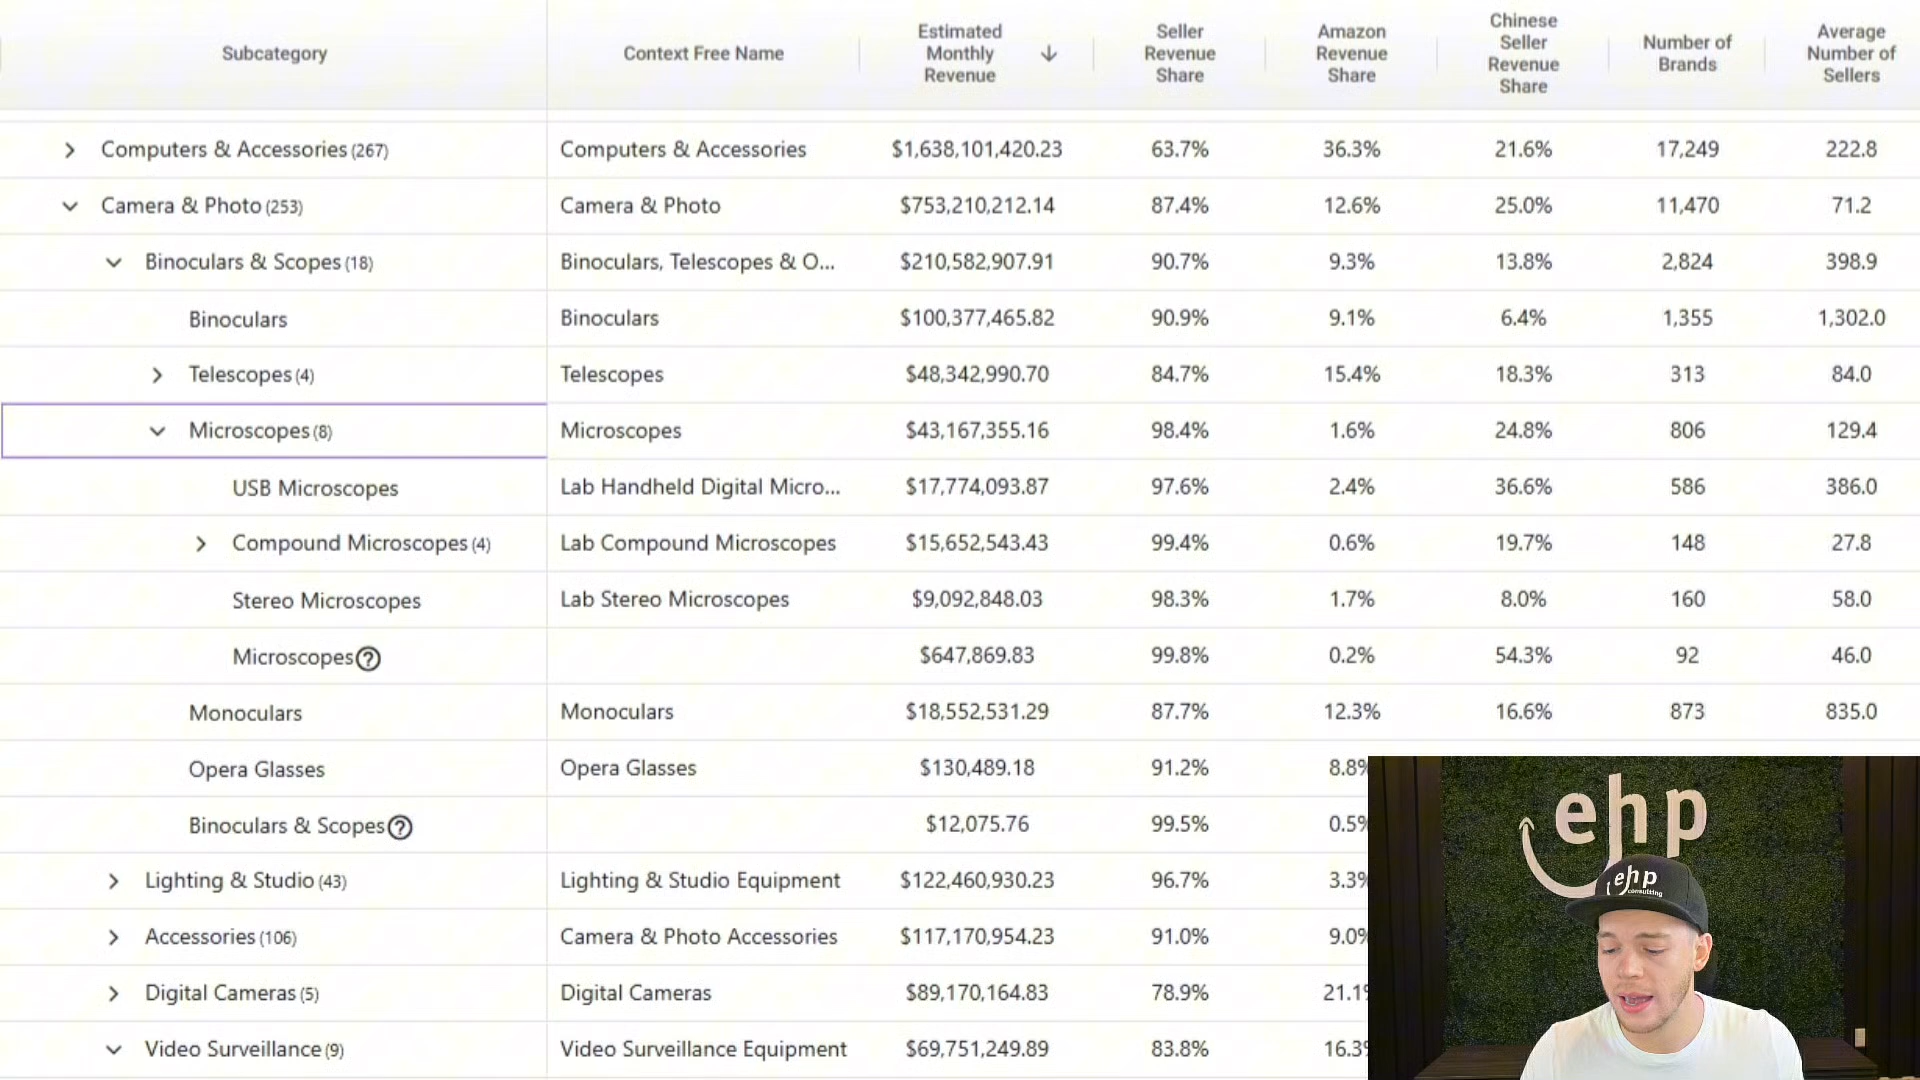 Subcategory Context Free Name Estimated Monthly Revenue Seller Revenue Share Amazon Revenue Share Chinese Seller Revenue Share Number of Brands Average Number of Sellers
Computers & Accessories (267) Computers & Accessories $1,638,101,420.23 63.7% 36.3% 21.6% 17,249 222.8
Camera & Photo (253) Camera & Photo $753,210,212.14 87.4% 12.6% 25.0% 11,470 71.2
Binoculars & Scopes (18) Binoculars, Telescopes & O... $210,582,907.91 90.7% 9.3% 13.8% 2,824 398.9
Binoculars Binoculars $100,377,465.82 90.9% 9.1% 6.4% 1,355 1,302.0
Telescopes (4) Telescopes $48,342,990.70 84.7% 15.4% 18.3% 313 84.0
Microscopes (8) Microscopes $43,167,355.16 98.4% 1.6% 24.8% 806 129.4
USB Microscopes Lab Handheld Digital Micro... $17,774,093.87 97.6% 2.4% 36.6% 586 386.0
Compound Microscopes (4) Lab Compound Microscopes $15,652,543.43 99.4% 0.6% 19.7% 148 27.8
Stereo Microscopes Lab Stereo Microscopes $9,092,848.03 98.3% 1.7% 8.0% 160 58.0
Microscopes ? $647,869.83 99.8% 0.2% 54.3% 92 46.0
Monoculars Monoculars $18,552,531.29 87.7% 12.3% 16.6% 873 835.0
Opera Glasses Opera Glasses $130,489.18 91.2% 8.8%
Binoculars & Scopes ? $12,075.76 99.5% 0.5%
Lighting & Studio (43) Lighting & Studio Equipment $122,460,930.23 96.7% 3.3%
Accessories (106) Camera & Photo Accessories $117,170,954.23 91.0% 9.0%
Digital Cameras (5) Digital Cameras $89,170,164.83 78.9% 21.1%
Video Surveillance (9) Video Surveillance Equipment $69,751,249.89 83.8% 16.3%
ehp
ehp
consulting